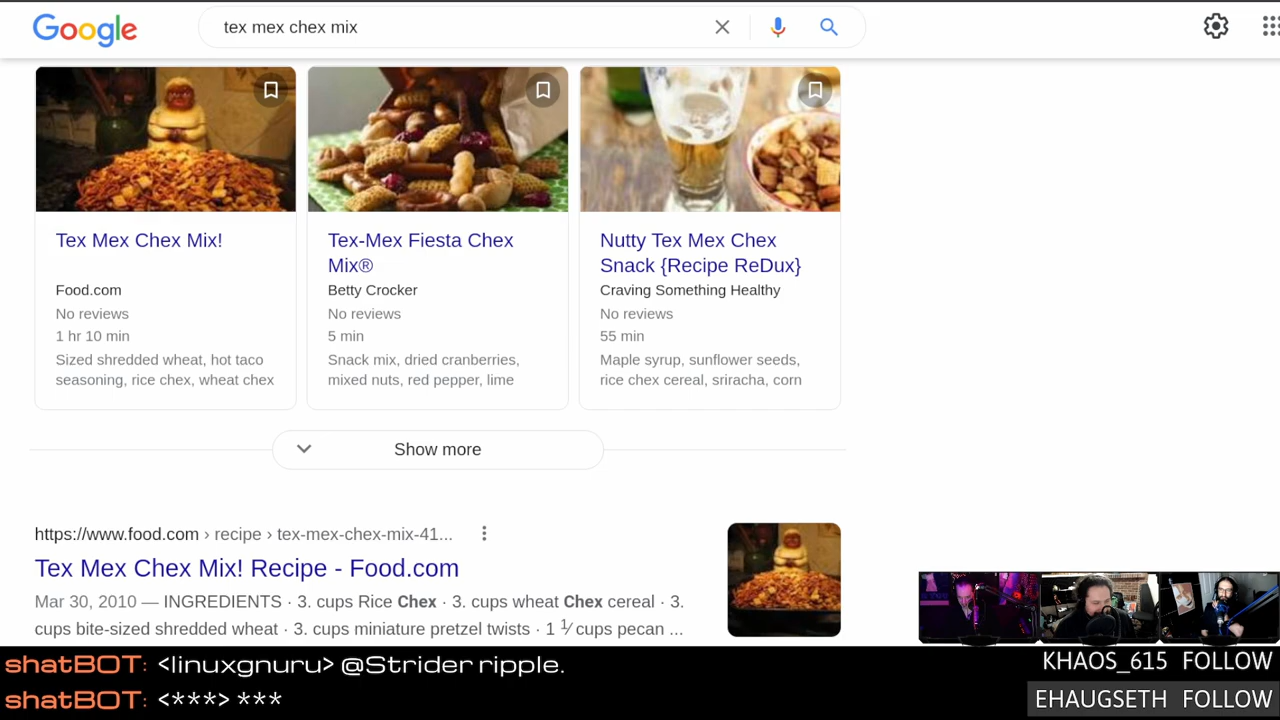 Google
tex mex chex mix
Tex Mex Chex Mix!
Food.com
No reviews
1 hr 10 min
Sized shredded wheat, hot taco
seasoning, rice chex, wheat chex
Tex-Mex Fiesta Chex
Mix®
Betty Crocker
No reviews
5 min
Snack mix, dried cranberries,
mixed nuts, red pepper, lime
Nutty Tex Mex Chex
Snack {Recipe ReDux}
Craving Something Healthy
No reviews
55 min
Maple syrup, sunflower seeds,
rice chex cereal, sriracha, corn
Show more
https://www.food.com › recipe › tex-mex-chex-mix-41...
Tex Mex Chex Mix! Recipe - Food.com
Mar 30, 2010 — INGREDIENTS · 3. cups Rice Chex · 3. cups wheat Chex cereal · 3.
cups bite-sized shredded wheat · 3. cups miniature pretzel twists · 1 1⁄ cups pecan ...
shatBOT: <linuxgnuru> @Strider ripple.
shatBOT: <***> ***
KHAOS_615 FOLLOW
EHAUGSETH FOLLOW